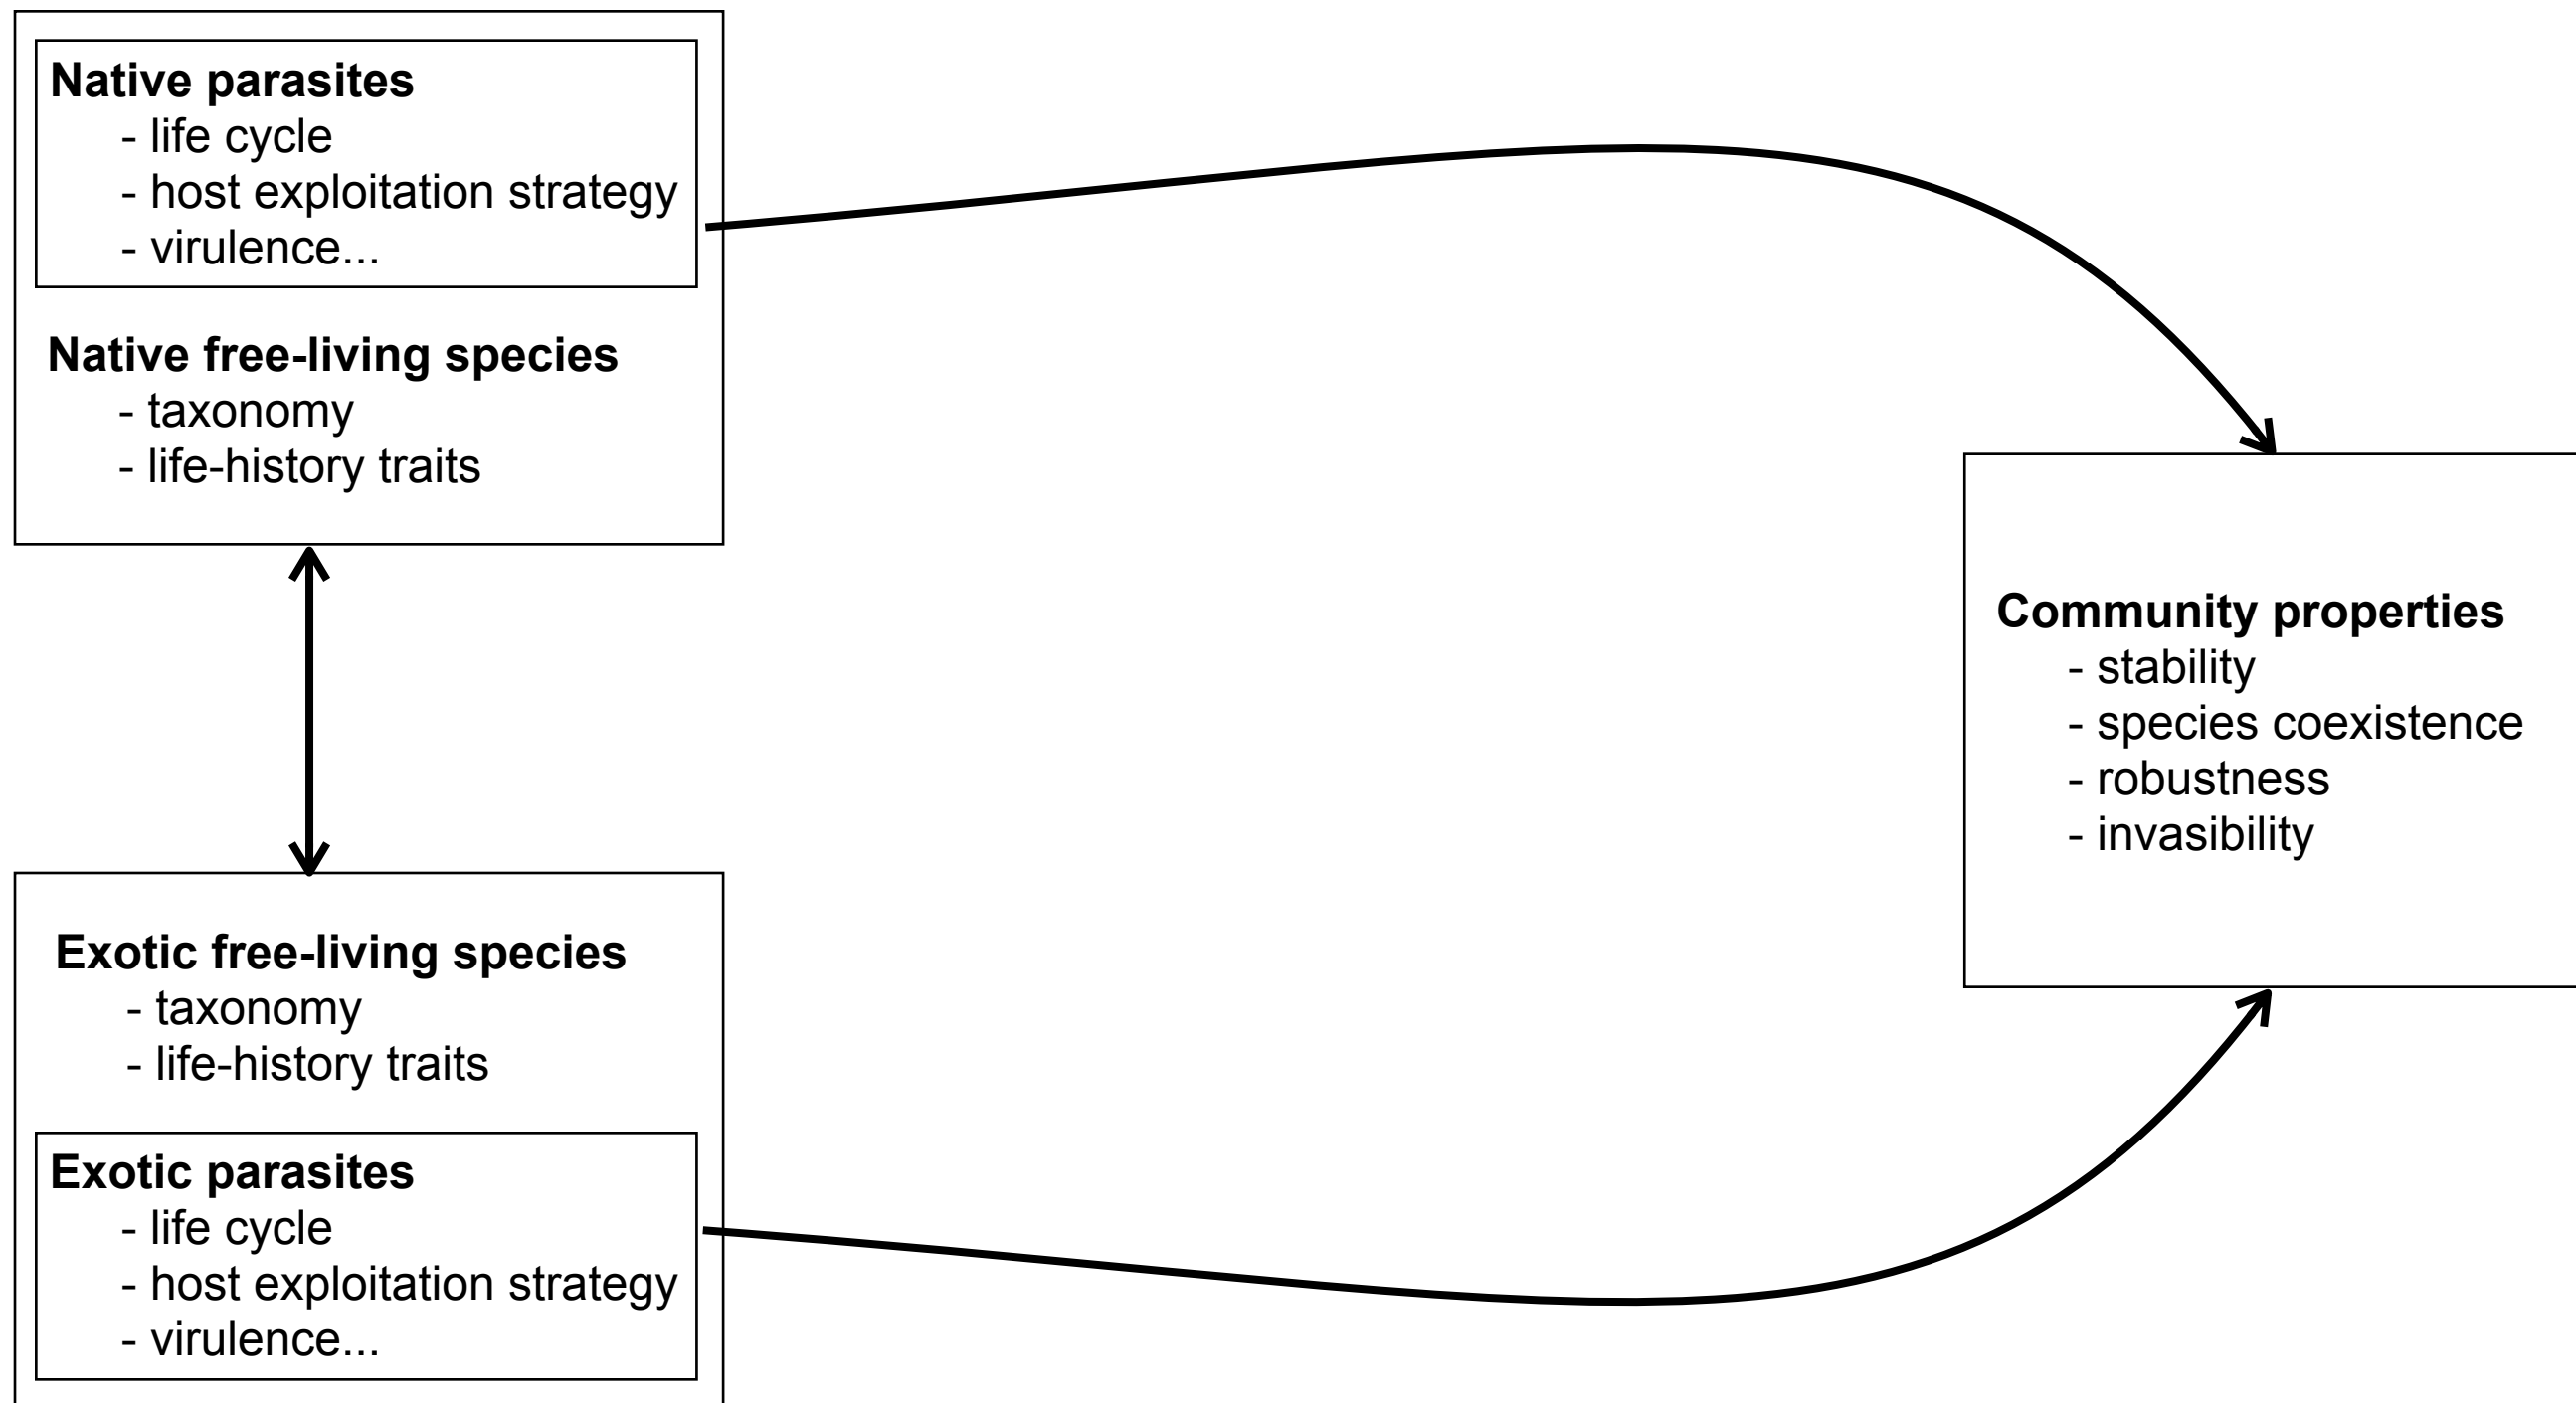 Native parasites
- life cycle
- host exploitation strategy
- virulence...
Native free-living species
- taxonomy
- life-history traits
Exotic free-living species
- taxonomy
- life-history traits
Exotic parasites
- life cycle
- host exploitation strategy
- virulence...
Community properties
- stability
- species coexistence
- robustness
- invasibility